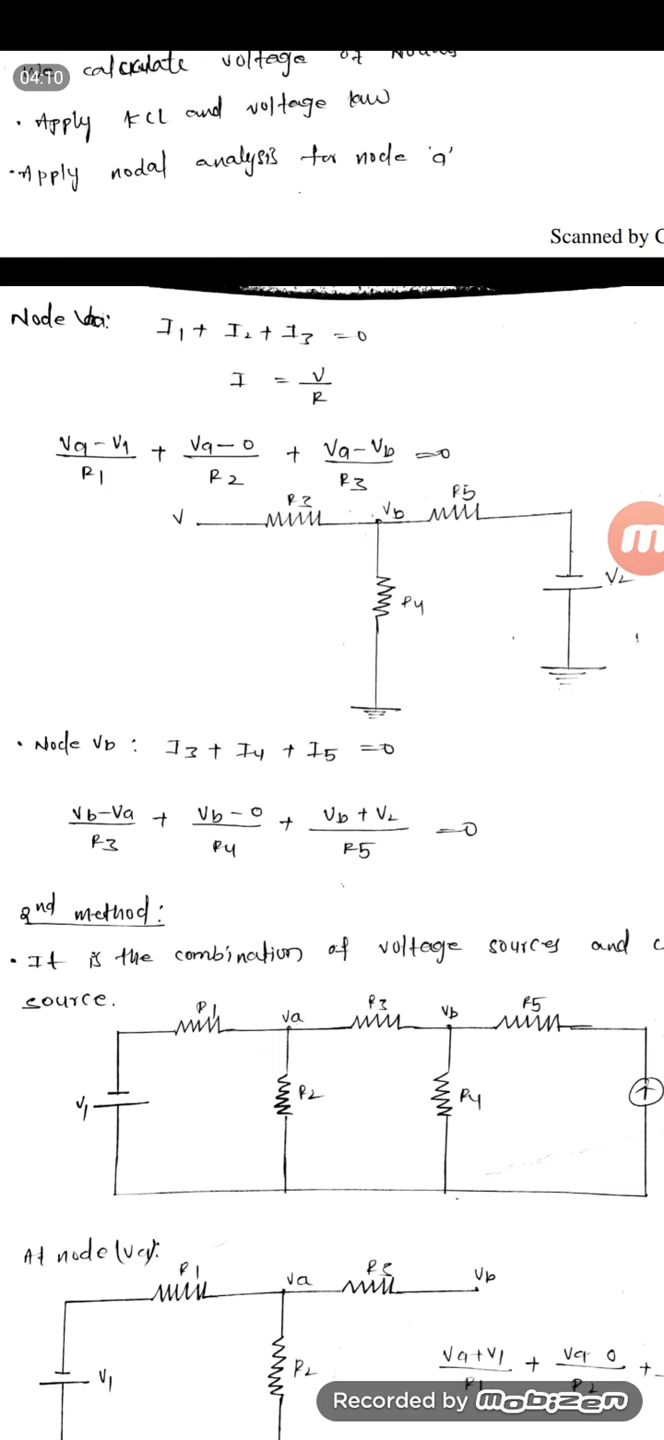 calculate voltage of Nodes
04:10
• Apply KCL and voltage law
• Apply nodal analysis for node 'a'
Scanned by C
Node Va: I1 + I2 + I3 = 0
I = V/R
(Va - V1)/R1 + (Va - 0)/R2 + (Va - Vb)/R3 = 0
V R3 Vb R5
R4 V2
• Node Vb : I3 + I4 + I5 = 0
(Vb - Va)/R3 + (Vb - 0)/R4 + (Vb + V2)/R5 = 0
2nd method:
• It is the combination of voltage sources and c
source.
R1 Va R3 Vb R5
V1 R2 R4
At node (Va):
R1 Va R3 Vb
V1 R2
(Va + V1)/R1 + (Va 0)/R2 +
Recorded by mobizen